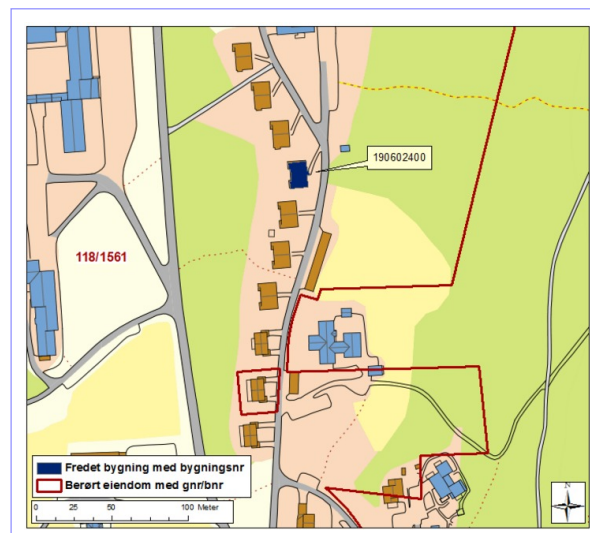 190602400
118/1561
Fredet bygning med bygningsnr
Berørt eiendom med gnr/bnr
0 25 50 100 Meter
N